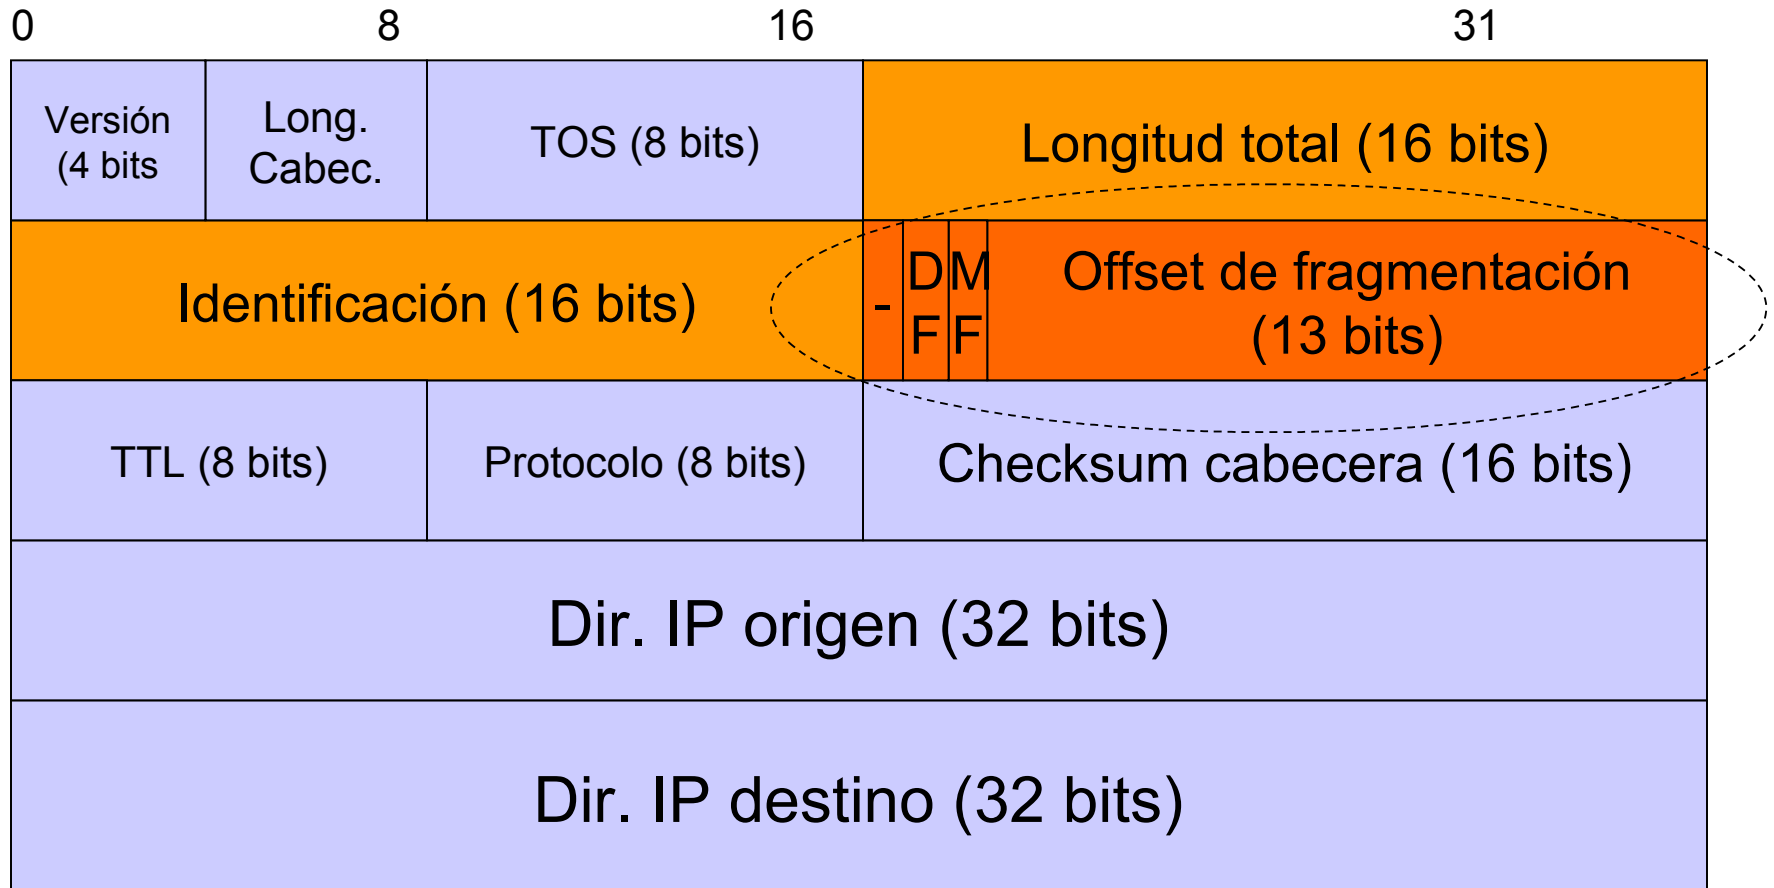 0 8 16 31
Versión
(4 bits
Long.
Cabec.
TOS (8 bits)
Longitud total (16 bits)
Identificación (16 bits)
-
D
F
M
F
Offset de fragmentación
(13 bits)
TTL (8 bits)
Protocolo (8 bits)
Checksum cabecera (16 bits)
Dir. IP origen (32 bits)
Dir. IP destino (32 bits)